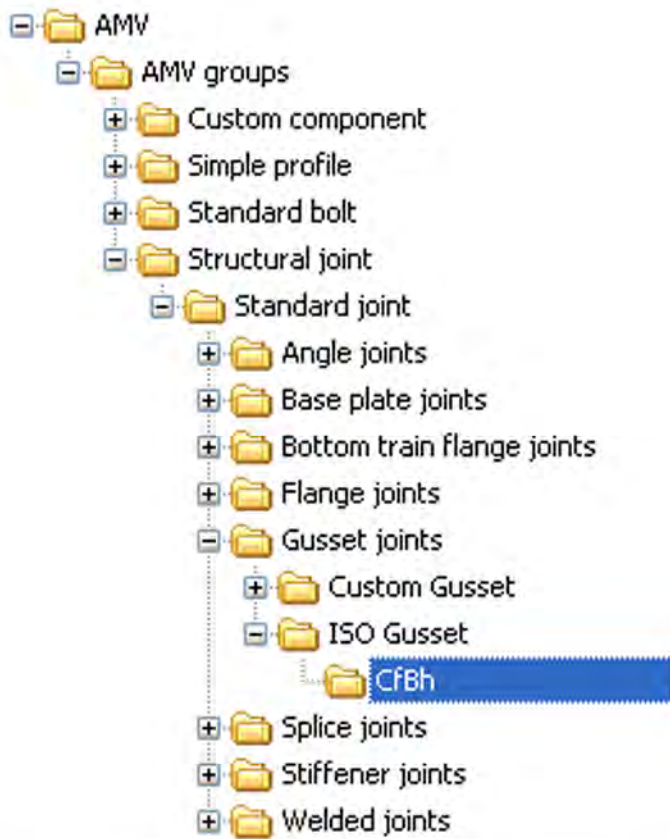 AMV
AMV groups
Custom component
Simple profile
Standard bolt
Structural joint
Standard joint
Angle joints
Base plate joints
Bottom train flange joints
Flange joints
Gusset joints
Custom Gusset
ISO Gusset
CfBh
Splice joints
Stiffener joints
Welded joints